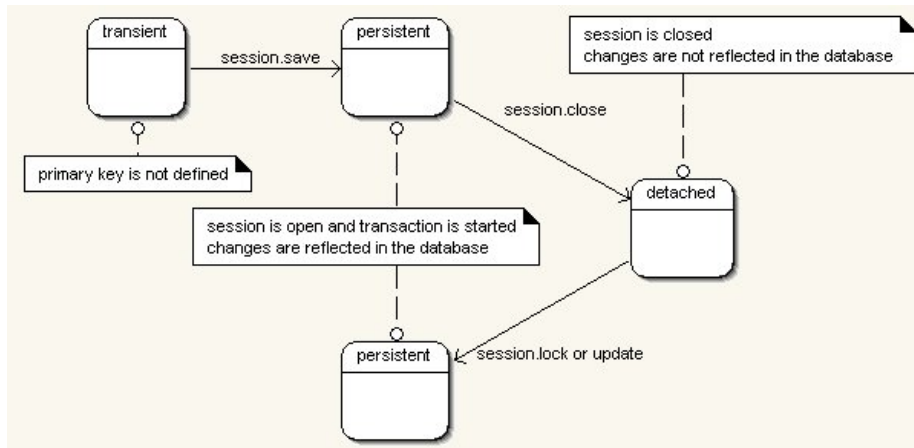 transient
persistent
session is closed
changes are not reflected in the database
session.save
session.close
primary key is not defined
detached
session is open and transaction is started
changes are reflected in the database
persistent
session.lock or update